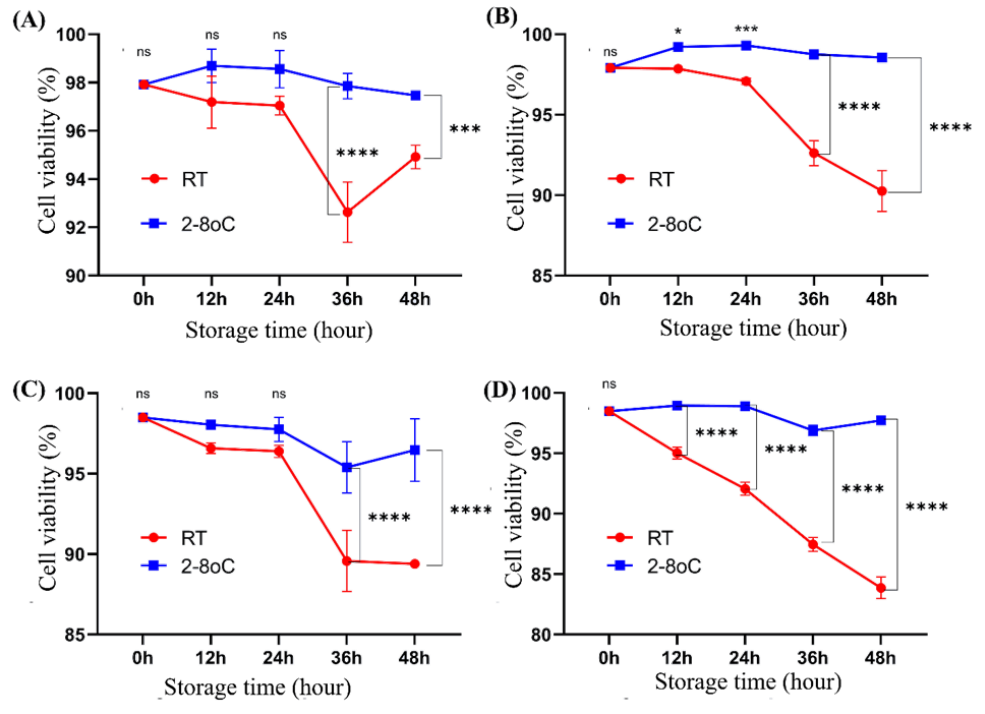 (A)
Cell viability (%)
100
98
96
94
92
90
ns
ns
ns
****
***
RT
2-8oC
0h 12h 24h 36h 48h
Storage time (hour)
(B)
Cell viability (%)
100
95
90
85
ns
*
***
****
****
RT
2-8oC
0h 12h 24h 36h 48h
Storage time (hour)
(C)
Cell viability (%)
100
95
90
85
ns
ns
ns
****
****
RT
2-8oC
0h 12h 24h 36h 48h
Storage time (hour)
(D)
Cell viability (%)
100
95
90
85
80
ns
****
****
****
****
RT
2-8oC
0h 12h 24h 36h 48h
Storage time (hour)